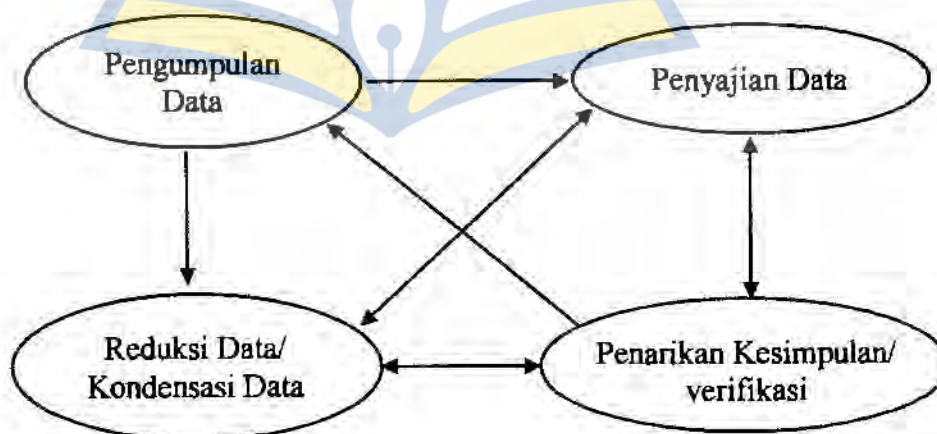 Pengumpulan
Data
Penyajian Data
Reduksi Data/
Kondensasi Data
Penarikan Kesimpulan/
verifikasi